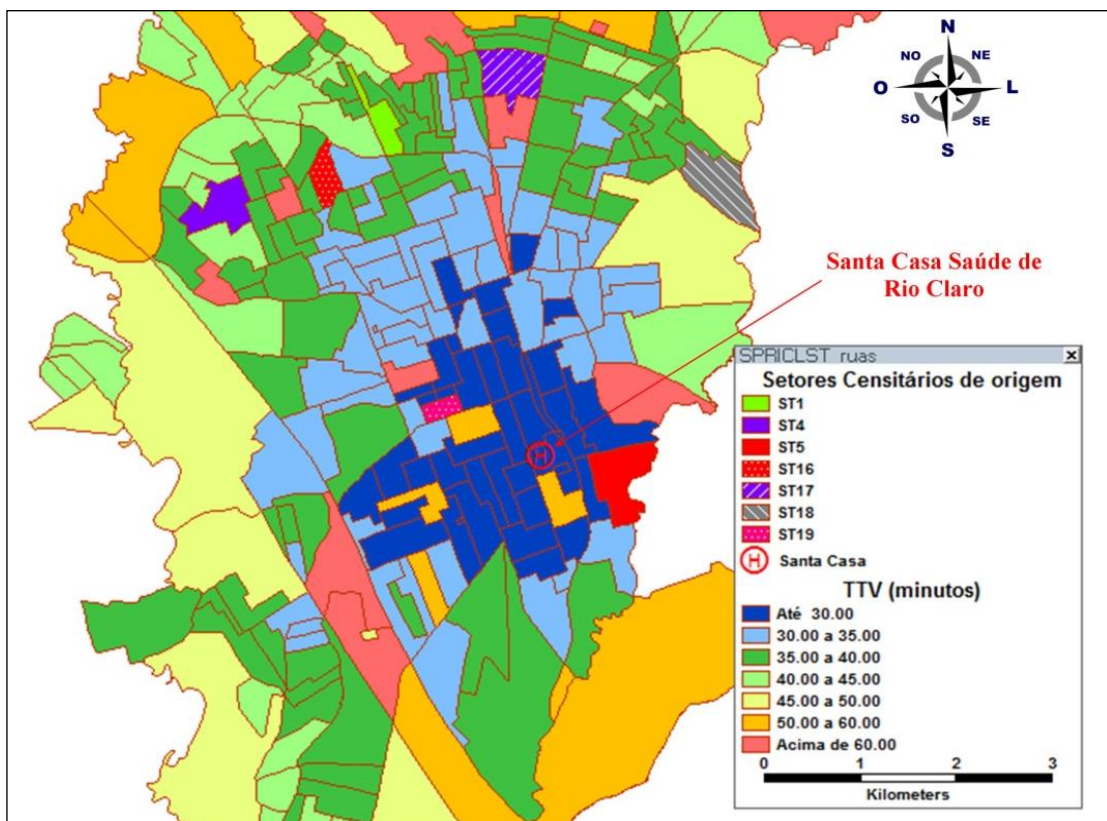 N
NO
NE
O
L
SO
SE
S
Santa Casa Saúde de
Rio Claro
H
SPRICLST ruas
x
Setores Censitários de origem
ST1
ST4
ST5
ST16
ST17
ST18
ST19
H Santa Casa
TTV (minutos)
Até 30.00
30.00 a 35.00
35.00 a 40.00
40.00 a 45.00
45.00 a 50.00
50.00 a 60.00
Acima de 60.00
0 1 2 3
Kilometers